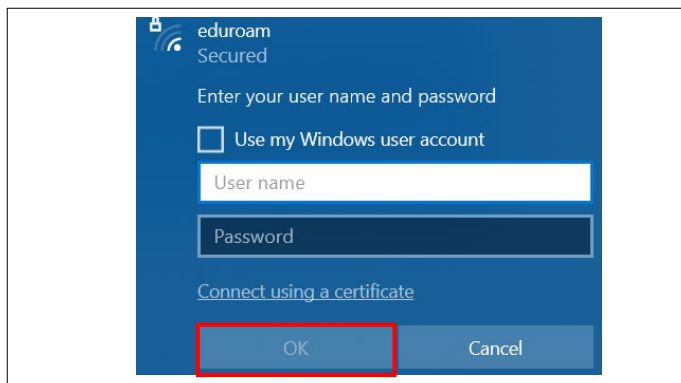 eduroam
Secured
Enter your user name and password
Use my Windows user account
User name
Password
Connect using a certificate
OK Cancel